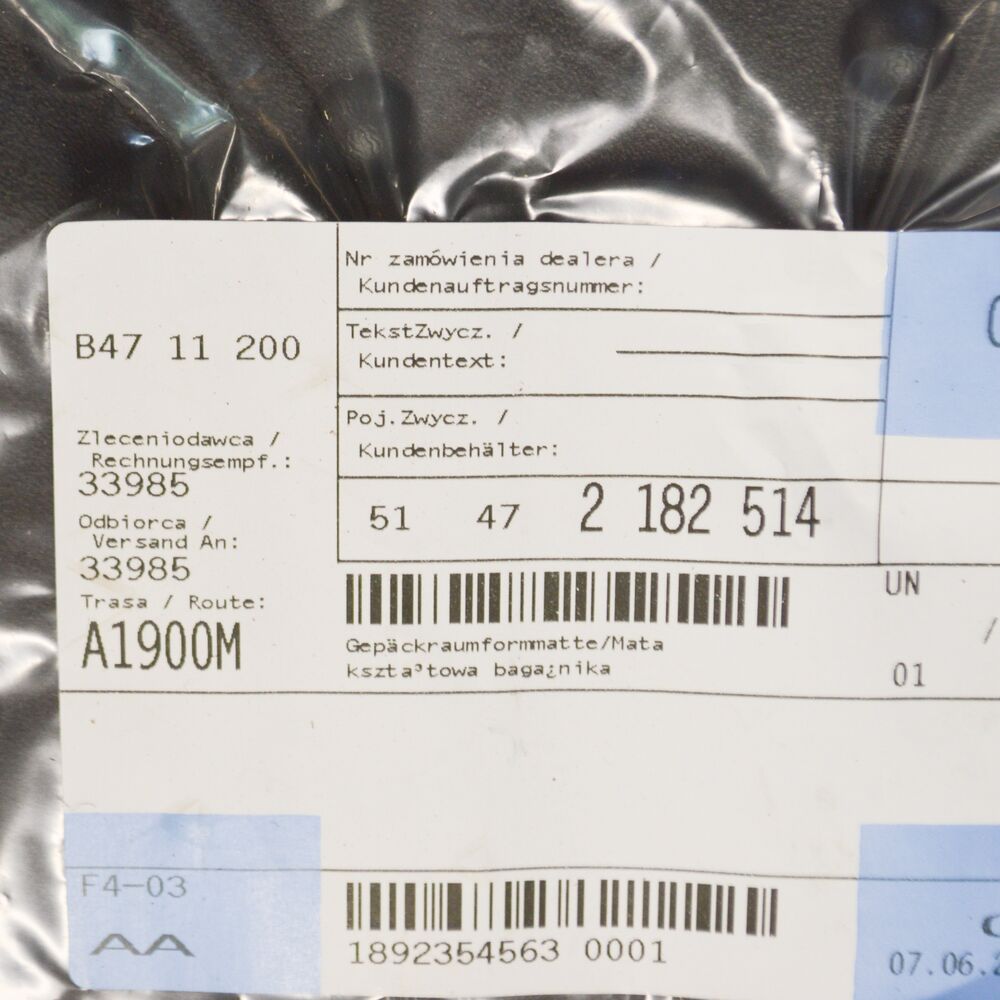 Nr zamówienia dealera /
Kundenauftragsnummer:
B47 11 200
TekstZwycz. /
Kundentext:
Poj.Zwycz. /
Kundenbehälter:
Zleceniodawca /
Rechnungsempf.:
33985
51 47 2 182 514
Odbiorca /
Versand An:
33985
Trasa / Route:
A1900M
Gepäckraumformmatte/Mata
kszta³towa baga¿nika
UN
/
01
F4-03
AA
1892354563 0001
07.06.